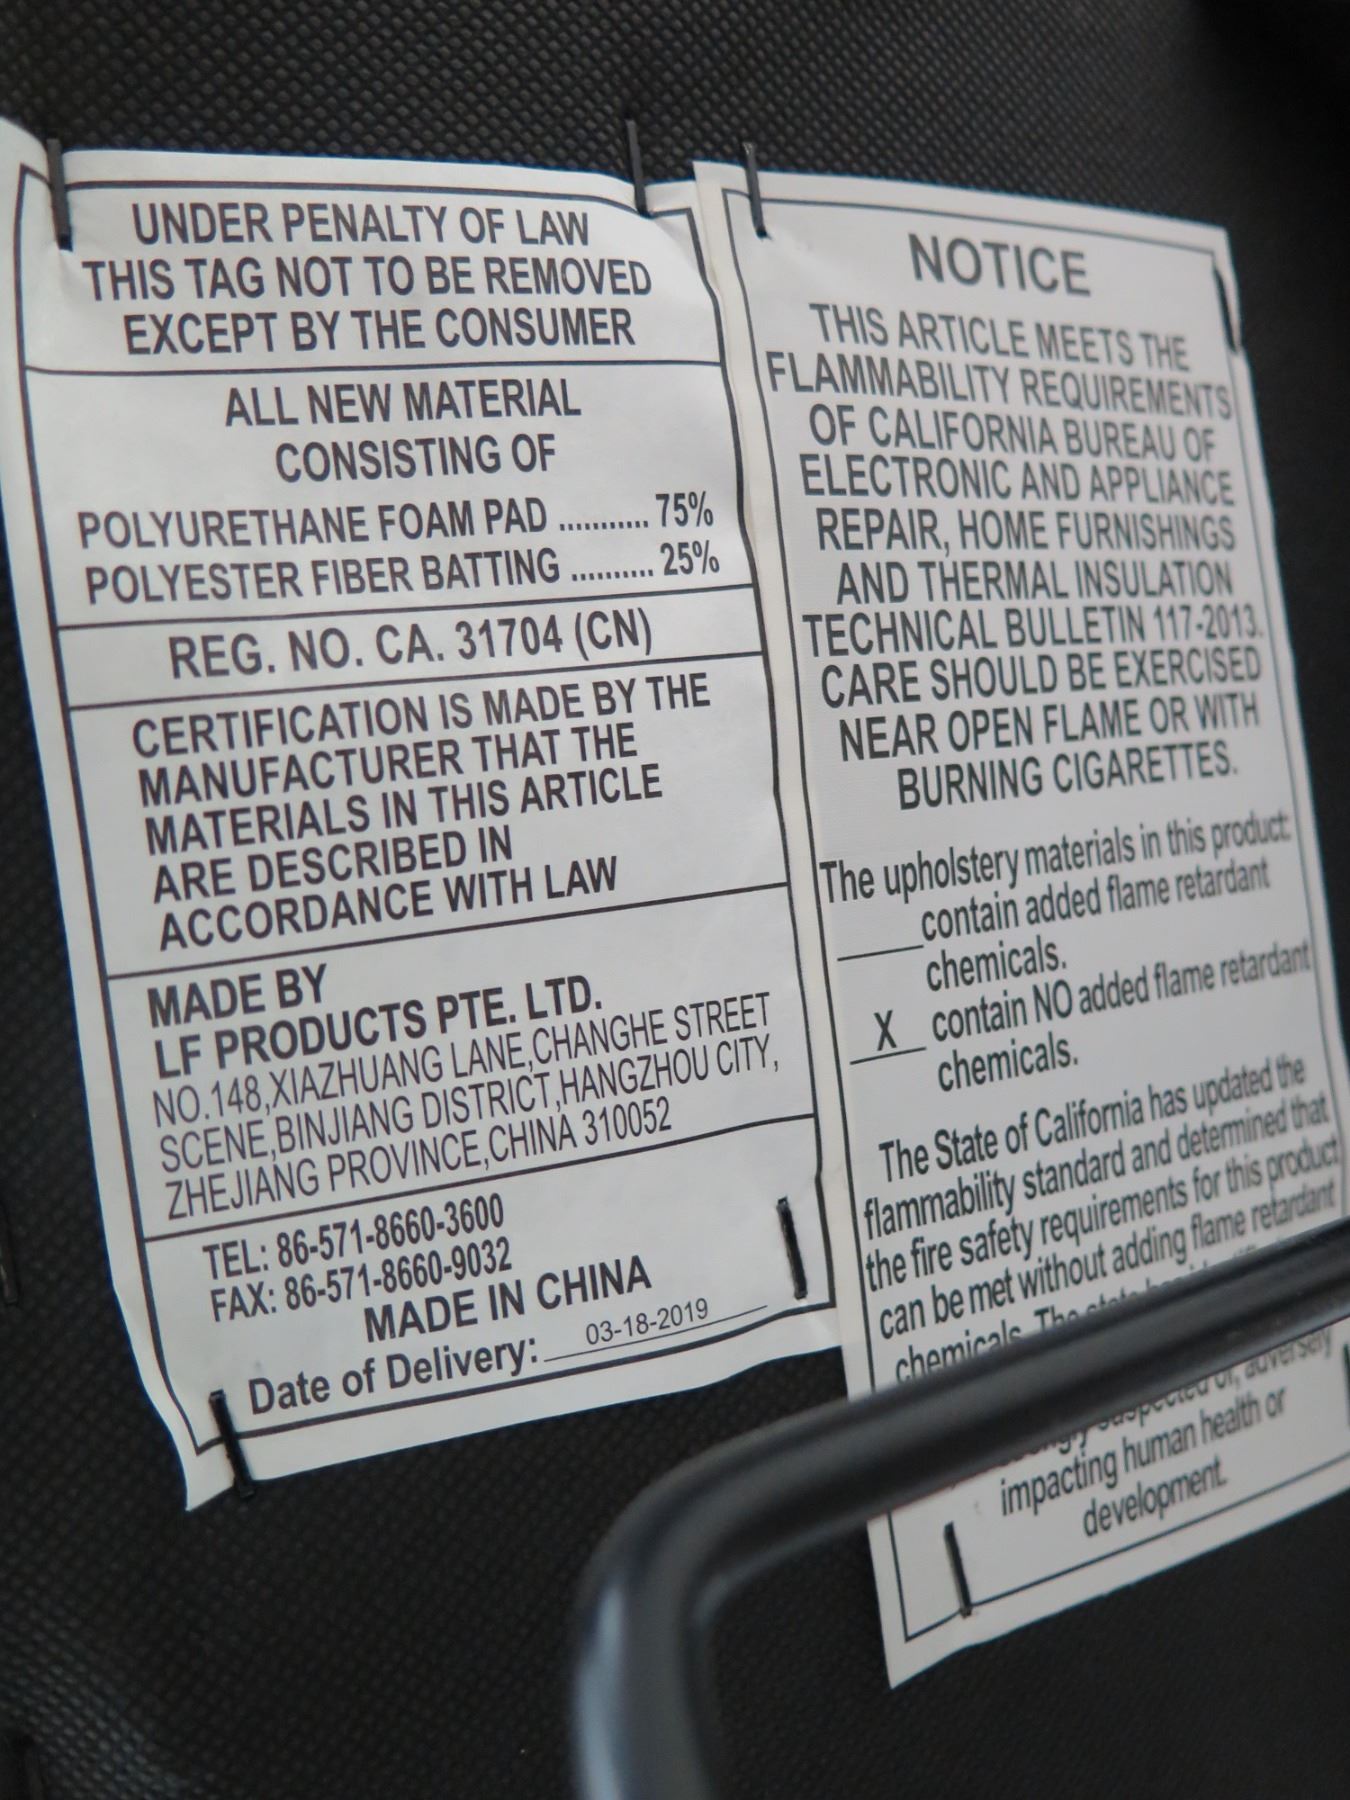 UNDER PENALTY OF LAW
THIS TAG NOT TO BE REMOVED
EXCEPT BY THE CONSUMER
ALL NEW MATERIAL
CONSISTING OF
POLYURETHANE FOAM PAD ........... 75%
POLYESTER FIBER BATTING .......... 25%
REG. NO. CA. 31704 (CN)
CERTIFICATION IS MADE BY THE
MANUFACTURER THAT THE
MATERIALS IN THIS ARTICLE
ARE DESCRIBED IN
ACCORDANCE WITH LAW
MADE BY
LF PRODUCTS PTE. LTD.
NO.148,XIAZHUANG LANE,CHANGHE STREET
SCENE,BINJIANG DISTRICT,HANGZHOU CITY,
ZHEJIANG PROVINCE,CHINA 310052
TEL: 86-571-8660-3600
FAX: 86-571-8660-9032
MADE IN CHINA
Date of Delivery: 03-18-2019
NOTICE
THIS ARTICLE MEETS THE
FLAMMABILITY REQUIREMENTS
OF CALIFORNIA BUREAU OF
ELECTRONIC AND APPLIANCE
REPAIR, HOME FURNISHINGS
AND THERMAL INSULATION
TECHNICAL BULLETIN 117-2013.
CARE SHOULD BE EXERCISED
NEAR OPEN FLAME OR WITH
BURNING CIGARETTES.
The upholstery materials in this product:
____contain added flame retardant
chemicals.
X contain NO added flame retardant
chemicals.
The State of California has updated the
flammability standard and determined that
the fire safety requirements for this product
can be met without adding flame retardant
chemicals. The state
suspected of, adversely
impacting human health or
development.